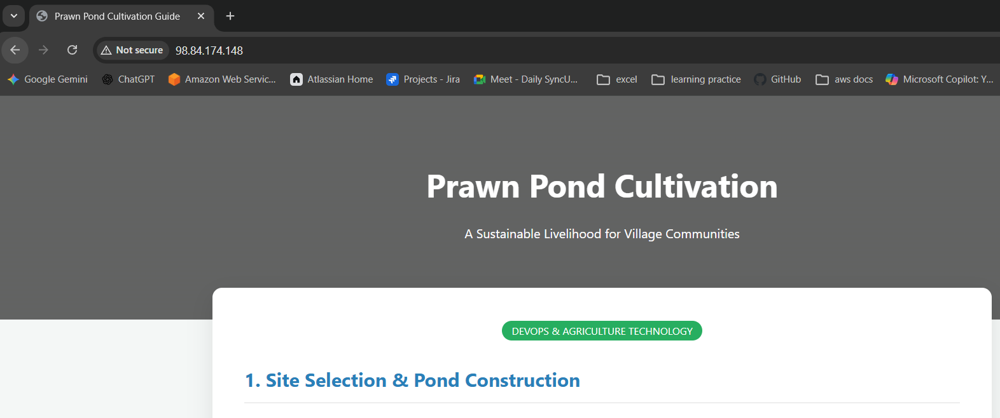 Prawn Pond Cultivation Guide
Not secure 98.84.174.148
Google Gemini ChatGPT Amazon Web Servic... Atlassian Home Projects - Jira Meet - Daily SyncU... excel learning practice GitHub aws docs Microsoft Copilot: Y...
Prawn Pond Cultivation
A Sustainable Livelihood for Village Communities
DEVOPS & AGRICULTURE TECHNOLOGY
1. Site Selection & Pond Construction